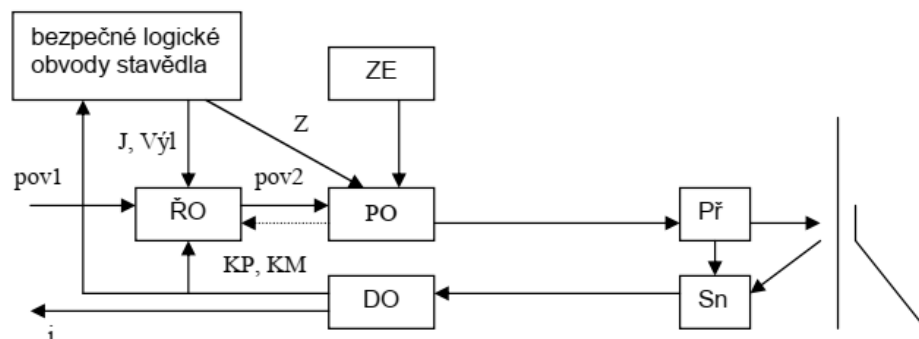 bezpečné logické
obvody stavědla
ZE
Z
J, Výl
pov1
pov2
ŘO
PO
Př
KP, KM
DO
Sn
i